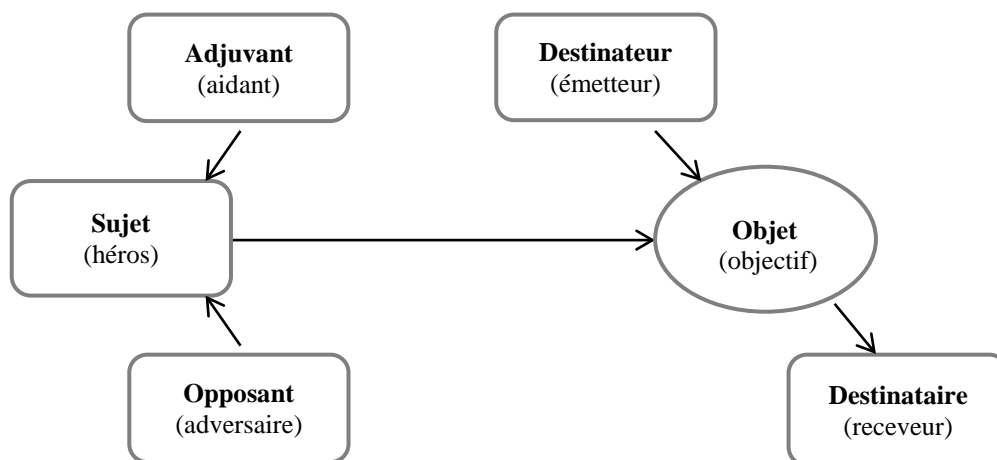 Adjuvant
(aidant)
Destinateur
(émetteur)
Sujet
(héros)
Objet
(objectif)
Opposant
(adversaire)
Destinataire
(receveur)